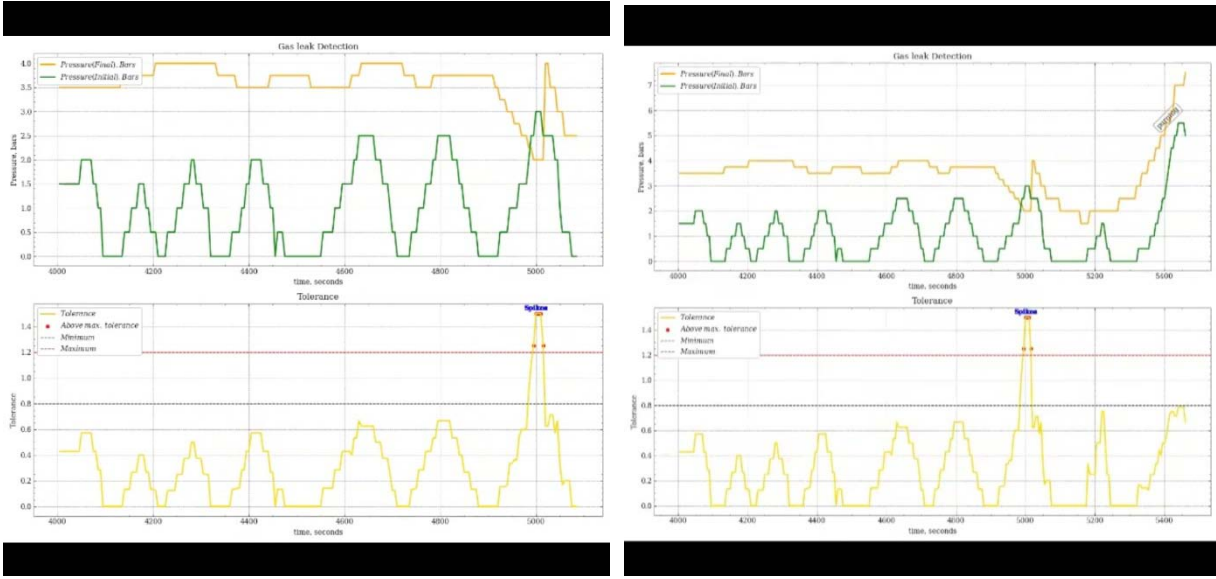 Gas leak Detection
Pressure(Final), Bars
Pressure(Initial), Bars
4.0
3.5
3.0
2.5
2.0
1.5
1.0
0.5
0.0
Pressure, bars
4000 4200 4400 4600 4800 5000
time, seconds
Tolerance
Tolerance
Above max. tolerance
Minimum
Maximum
Spikes
1.4
1.2
1.0
0.8
0.6
0.4
0.2
0.0
Tolerance
4000 4200 4400 4600 4800 5000
time, seconds
Gas leak Detection
Pressure(Final), Bars
Pressure(Initial), Bars
7
6
5
4
3
2
1
0
Pressure, bars
4000 4200 4400 4600 4800 5000 5200 5400
time, seconds
Tolerance
Tolerance
Above max. tolerance
Minimum
Maximum
Spikes
1.4
1.2
1.0
0.8
0.6
0.4
0.2
0.0
Tolerance
4000 4200 4400 4600 4800 5000 5200 5400
time, seconds